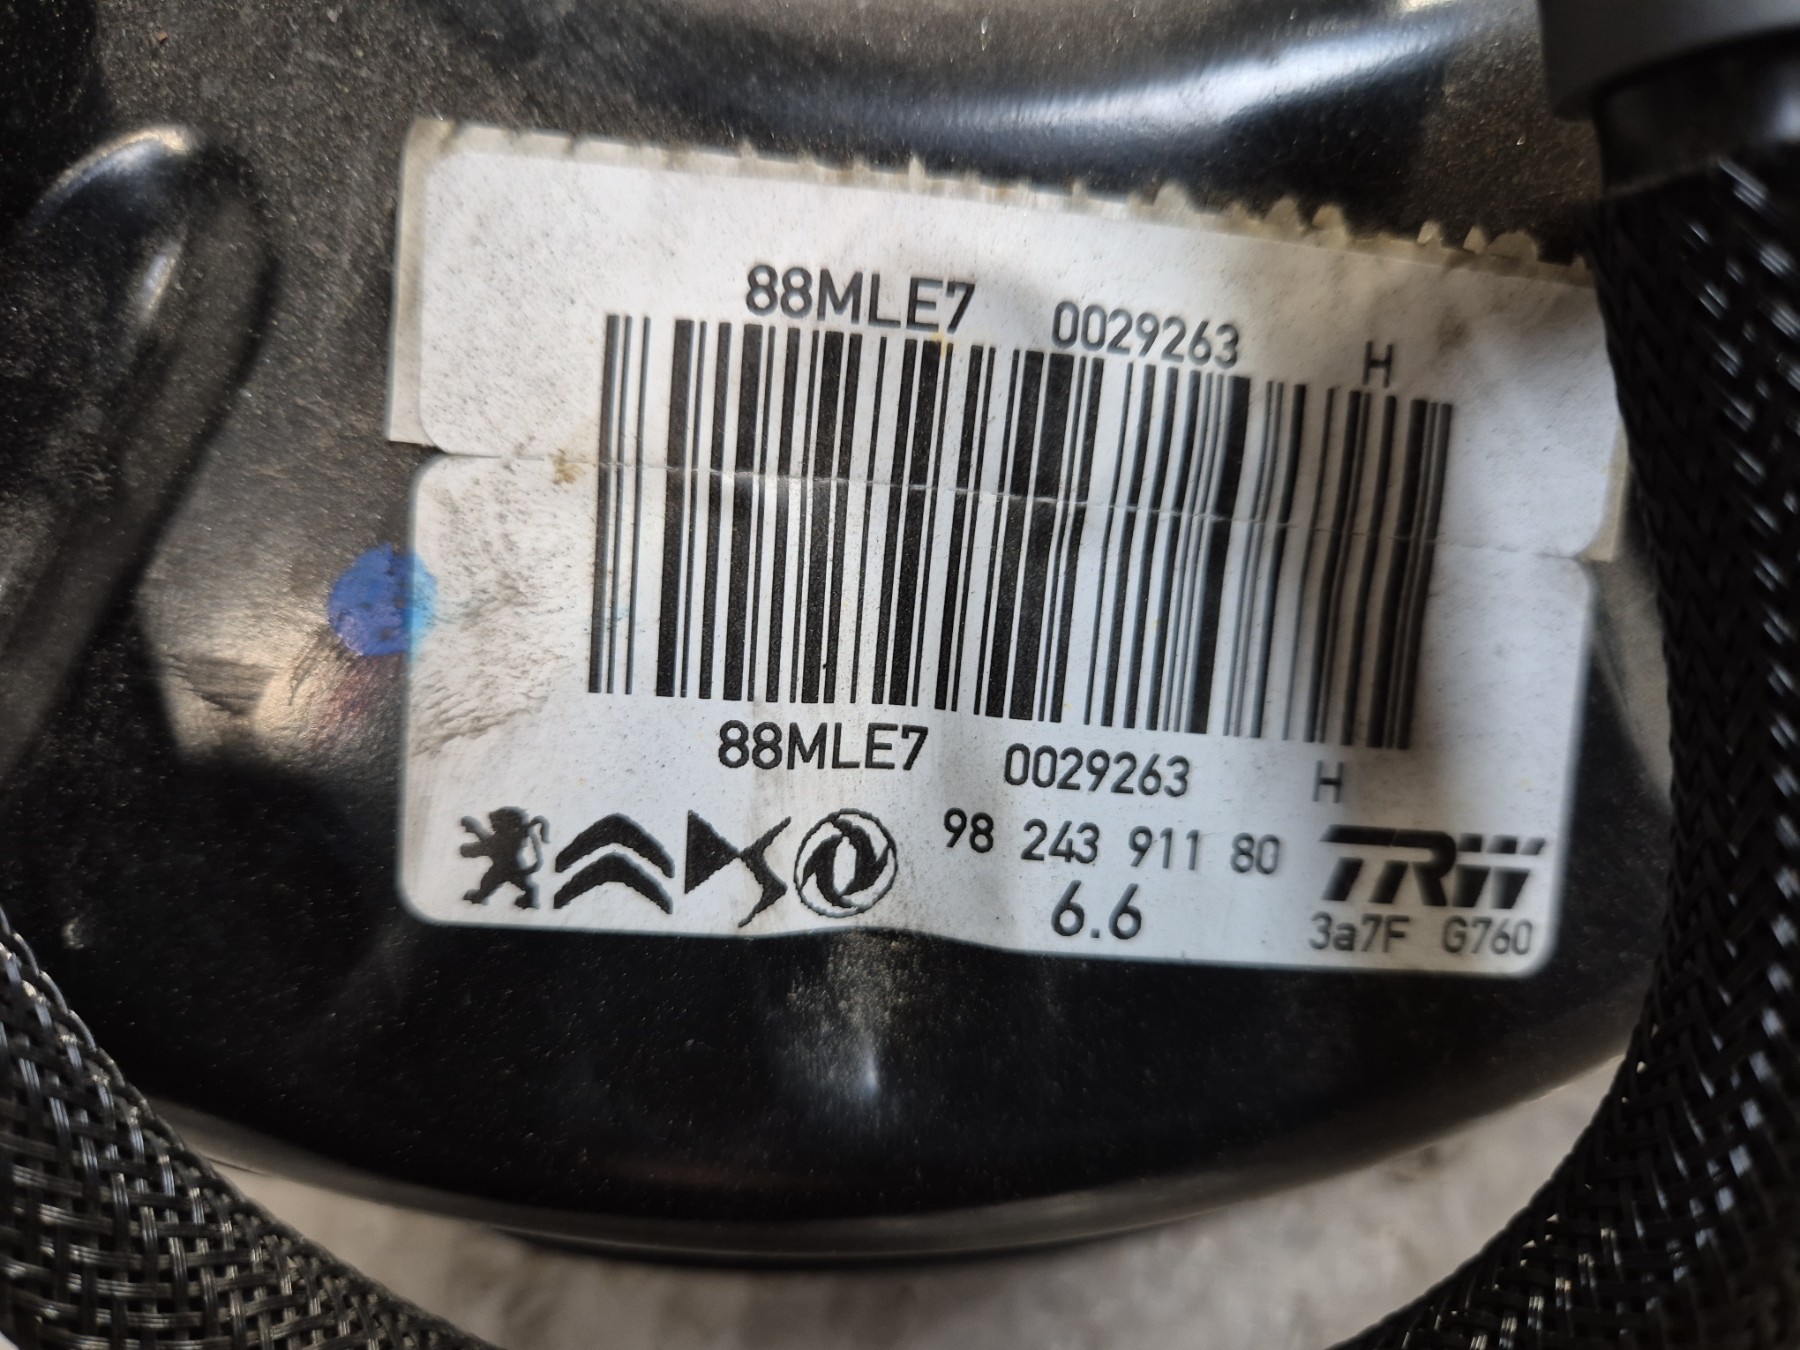 88MLE7 0029263 H
88MLE7 0029263 H
98 243 911 80 TRW
6.6 3a7F G760